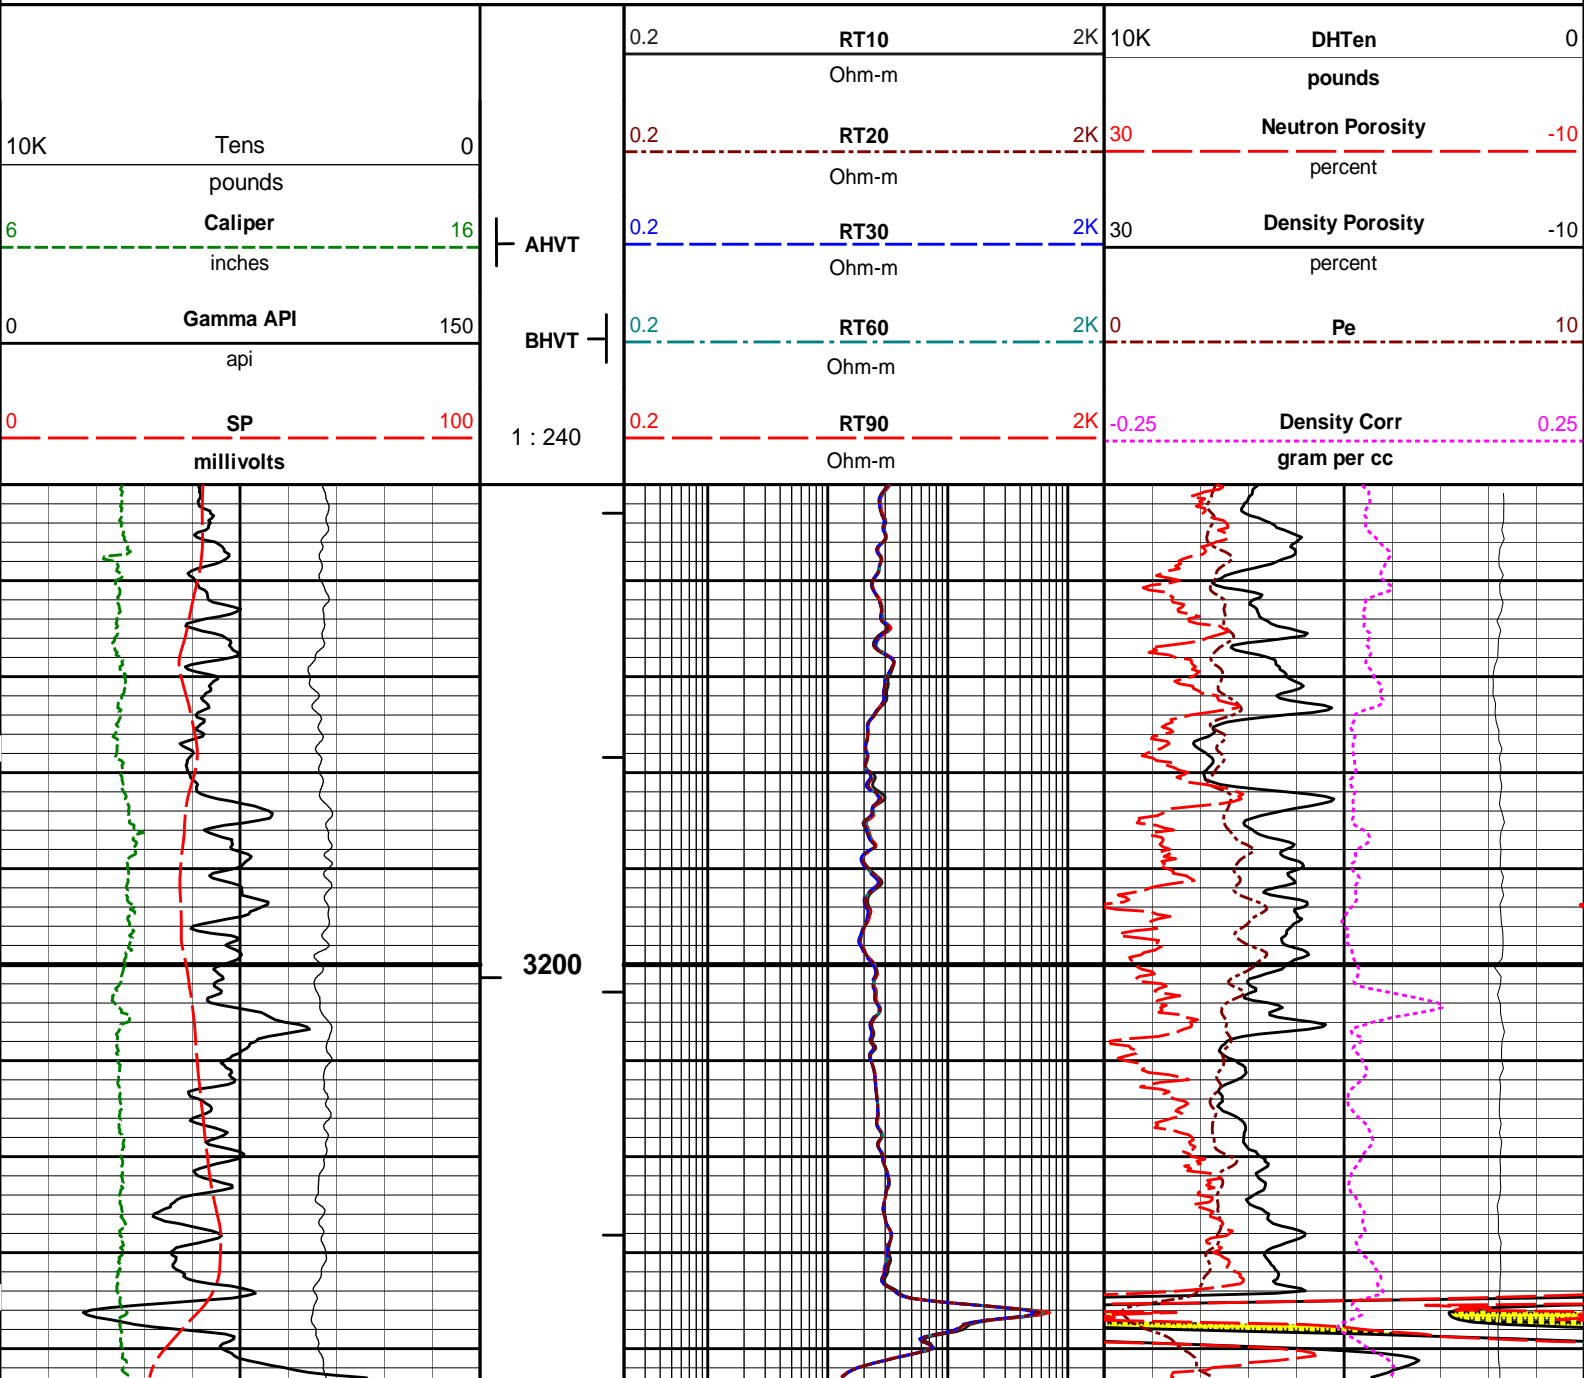 10K Tens 0
pounds
6 Caliper 16
inches
0 Gamma API 150
api
0 SP 100
millivolts
AHVT
BHVT
1 : 240
0.2 RT10 2K
Ohm-m
0.2 RT20 2K
Ohm-m
0.2 RT30 2K
Ohm-m
0.2 RT60 2K
Ohm-m
0.2 RT90 2K
Ohm-m
10K DHTen 0
pounds
30 Neutron Porosity -10
percent
30 Density Porosity -10
percent
0 Pe 10
-0.25 Density Corr 0.25
gram per cc
3200